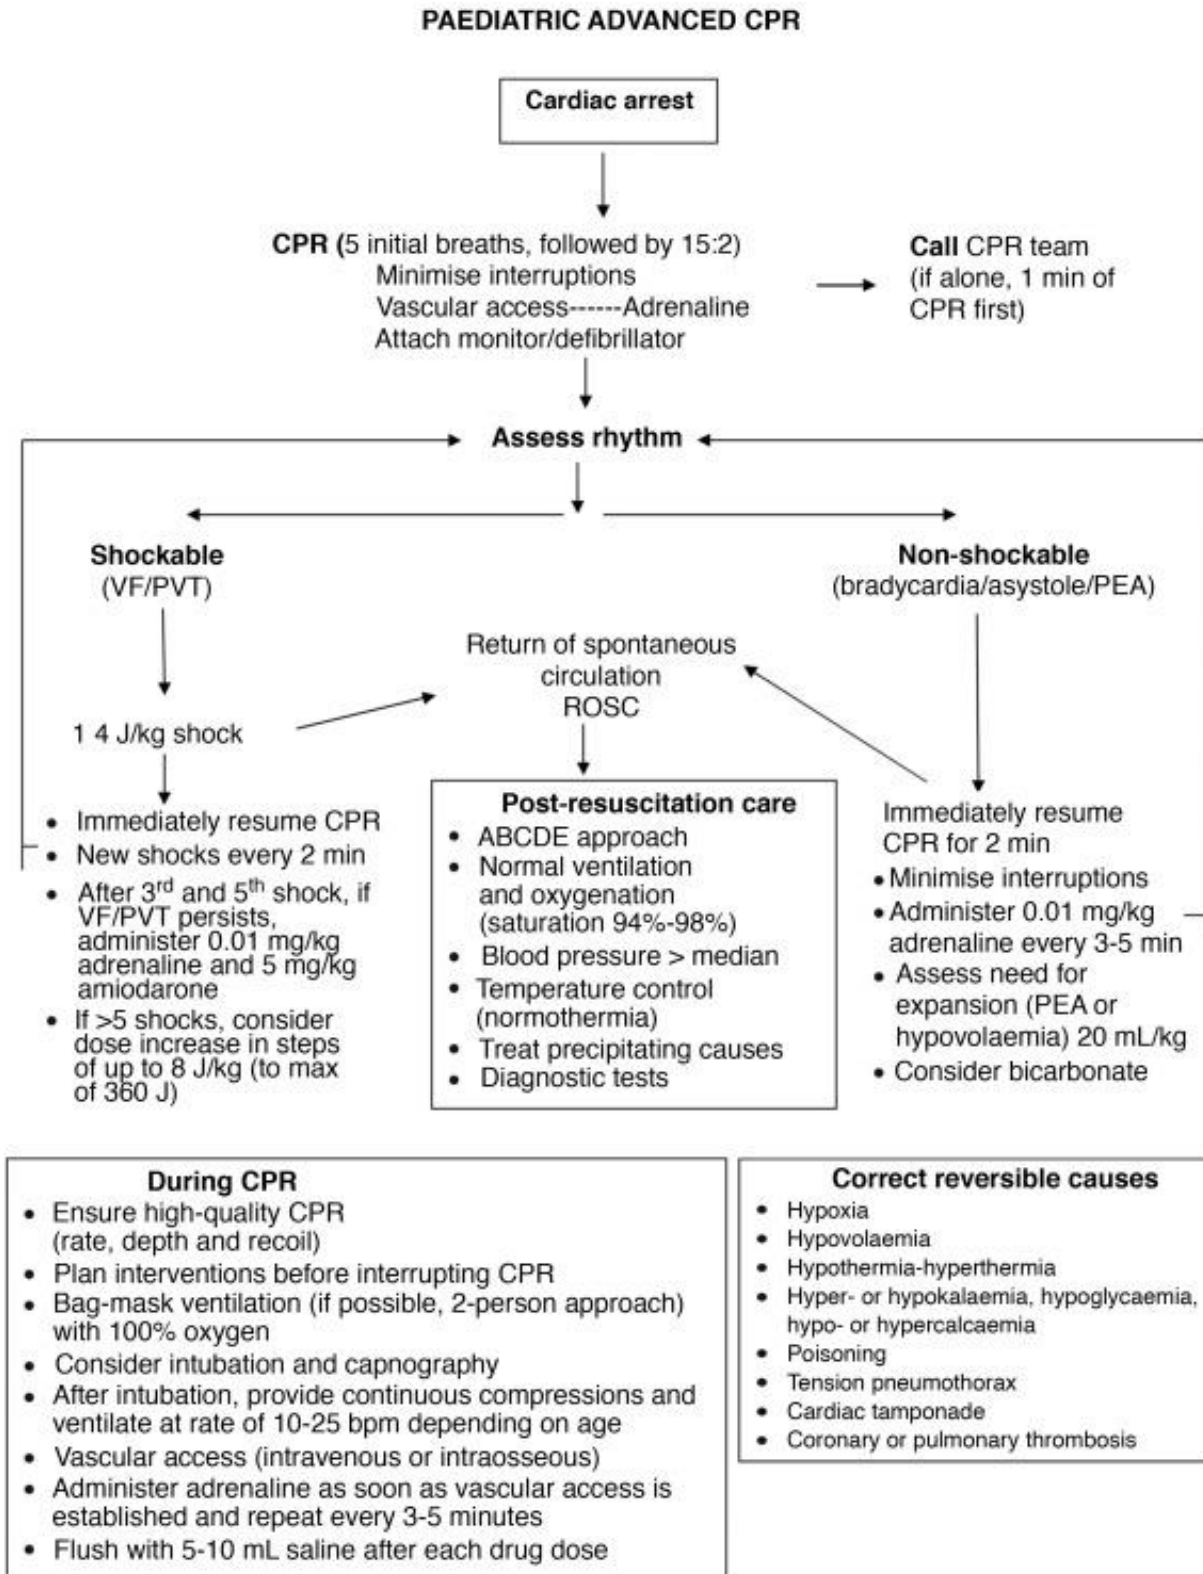 PAEDIATRIC ADVANCED CPR
Cardiac arrest
CPR (5 initial breaths, followed by 15:2)
Minimise interruptions
Vascular access------Adrenaline
Attach monitor/defibrillator
Call CPR team
(if alone, 1 min of
CPR first)
Assess rhythm
Shockable
(VF/PVT)
Non-shockable
(bradycardia/asystole/PEA)
Return of spontaneous
circulation
ROSC
1 4 J/kg shock
• Immediately resume CPR
• New shocks every 2 min
• After 3rd and 5th shock, if
VF/PVT persists,
administer 0.01 mg/kg
adrenaline and 5 mg/kg
amiodarone
• If >5 shocks, consider
dose increase in steps
of up to 8 J/kg (to max
of 360 J)
Post-resuscitation care
• ABCDE approach
• Normal ventilation
and oxygenation
(saturation 94%-98%)
• Blood pressure > median
• Temperature control
(normothermia)
• Treat precipitating causes
• Diagnostic tests
Immediately resume
CPR for 2 min
• Minimise interruptions
• Administer 0.01 mg/kg
adrenaline every 3-5 min
• Assess need for
expansion (PEA or
hypovolaemia) 20 mL/kg
• Consider bicarbonate
During CPR
• Ensure high-quality CPR
(rate, depth and recoil)
• Plan interventions before interrupting CPR
• Bag-mask ventilation (if possible, 2-person approach)
with 100% oxygen
• Consider intubation and capnography
• After intubation, provide continuous compressions and
ventilate at rate of 10-25 bpm depending on age
• Vascular access (intravenous or intraosseous)
• Administer adrenaline as soon as vascular access is
established and repeat every 3-5 minutes
• Flush with 5-10 mL saline after each drug dose
Correct reversible causes
• Hypoxia
• Hypovolaemia
• Hypothermia-hyperthermia
• Hyper- or hypokalaemia, hypoglycaemia,
hypo- or hypercalcaemia
• Poisoning
• Tension pneumothorax
• Cardiac tamponade
• Coronary or pulmonary thrombosis